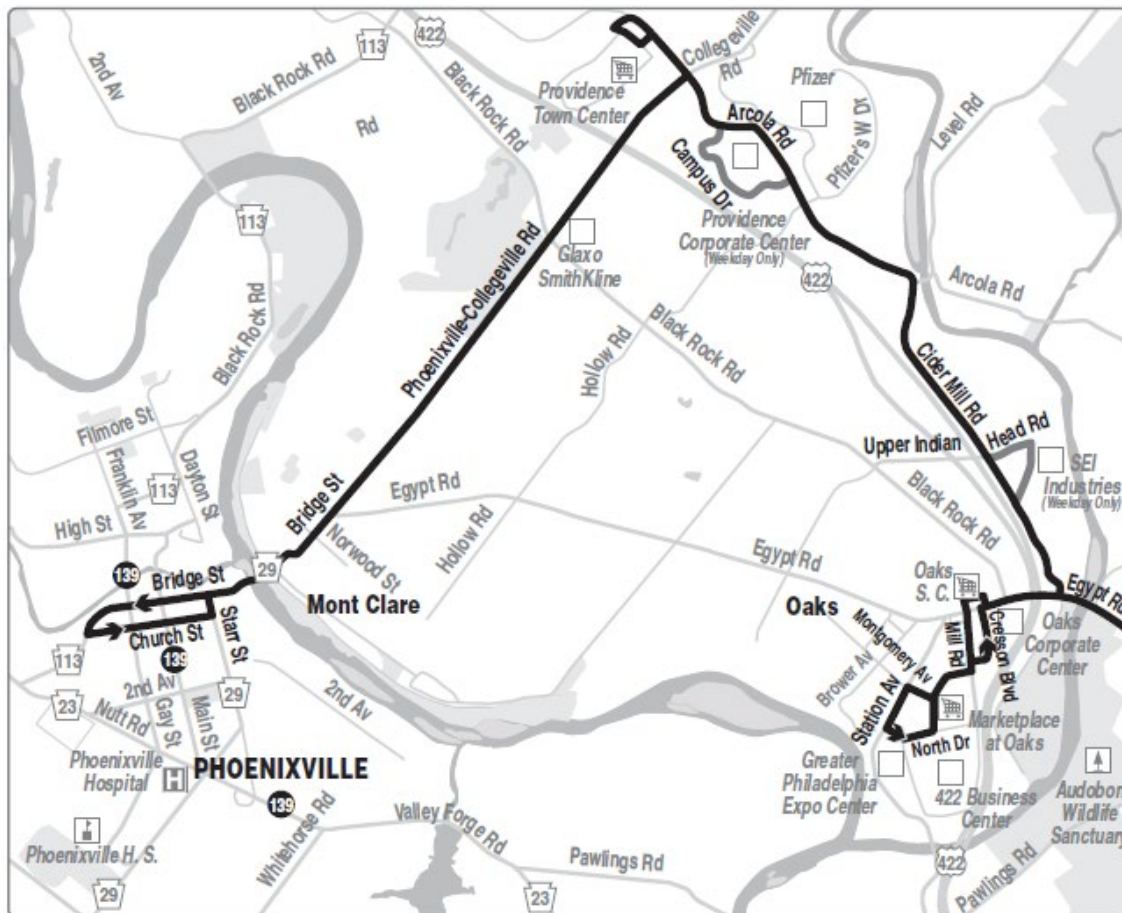 422
113
2nd Av
Black Rock Rd
Rd
Black Rock Rd
Providence
Town Center
Collegeville
Rd
Pfizer
Pfizer's W Dr
Level Rd
Arcola Rd
Campus Dr
Providence
Corporate Center
(Weekday Only)
422
Arcola Rd
113
Black Rock Rd
Phoenixville-Collegeville Rd
Glaxo
SmithKline
Hollow Rd
Black Rock Rd
Cider Mill Rd
Upper Indian
Head Rd
SEI
Industries
(Weekday Only)
Filmore St
Franklin Av
Dayton St
113
High St
Bridge St
Egypt Rd
Norwood St
Hollow Rd
Egypt Rd
Black Rock Rd
29
139
Bridge St
Church St
Starr St
Mont Clare
Oaks
Oaks
S. C.
Egypt Rd
Oaks
Corporate
Center
Mill Rd
Cresson Blvd
Montgomery Av
Brower Av
Station Av
North Dr
Marketplace
at Oaks
113
139
2nd Av
29
23
Nutt Rd
Gay St
Main St
2nd Av
Phoenixville
Hospital
H
PHOENIXVILLE
139
Greater
Philadelphia
Expo Center
422 Business
Center
Audobon
Wildlife
Sanctuary
Phoenixville H. S.
Whitehorse Rd
Valley Forge Rd
Pawlings Rd
422
Pawlings Rd
29
23